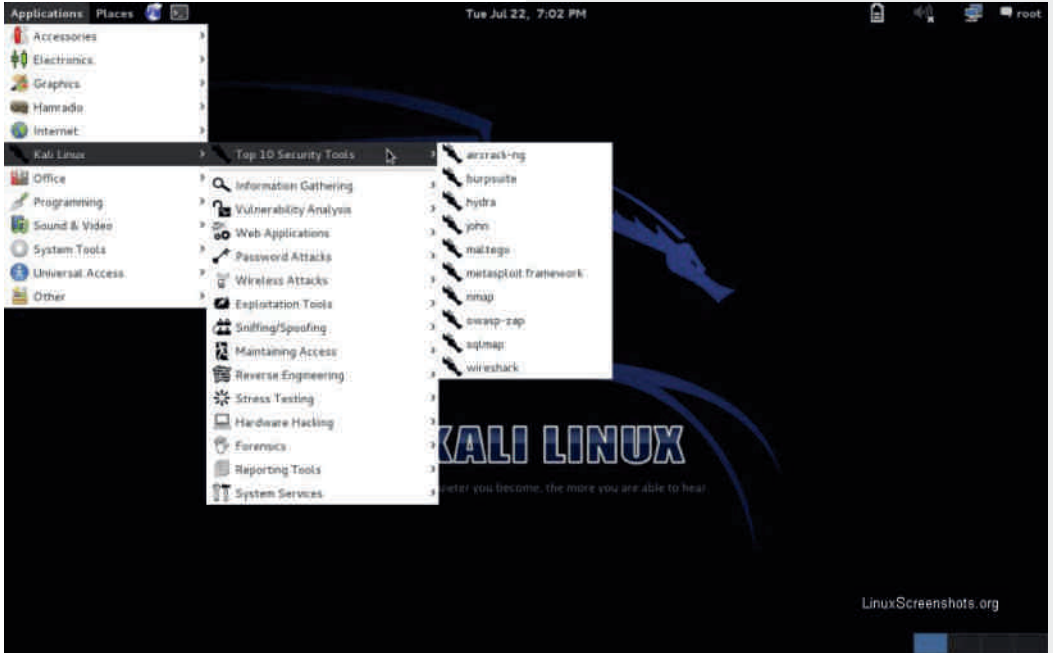 Applications Places Tue Jul 22, 7:02 PM root
Accessories
Electronics
Graphics
Hamradio
Internet
Kali Linux
Office
Programming
Sound & Video
System Tools
Universal Access
Other
Top 10 Security Tools
Information Gathering
Vulnerability Analysis
Web Applications
Password Attacks
Wireless Attacks
Exploitation Tools
Sniffing/Spoofing
Maintaining Access
Reverse Engineering
Stress Testing
Hardware Hacking
Forensics
Reporting Tools
System Services
aircrack-ng
burpsuite
hydra
john
maltego
metasploit framework
nmap
owasp-zap
sqlmap
wireshark
KALI LINUX
you become, the more you are able to hear
LinuxScreenshots.org